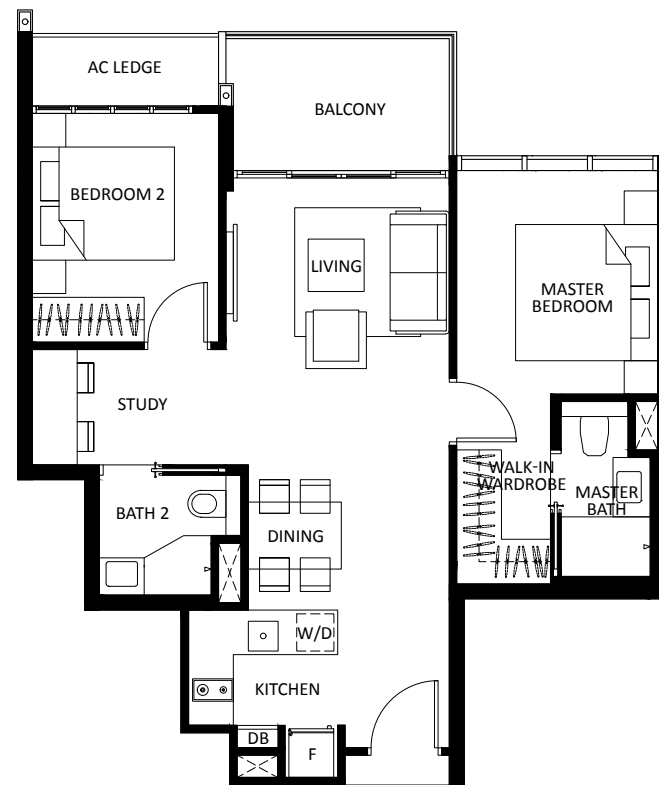 AC LEDGE
BALCONY
BEDROOM 2
LIVING
MASTER
BEDROOM
STUDY
WALK-IN
WARDROBE
MASTER
BATH
BATH 2
DINING
W/D
KITCHEN
DB
F